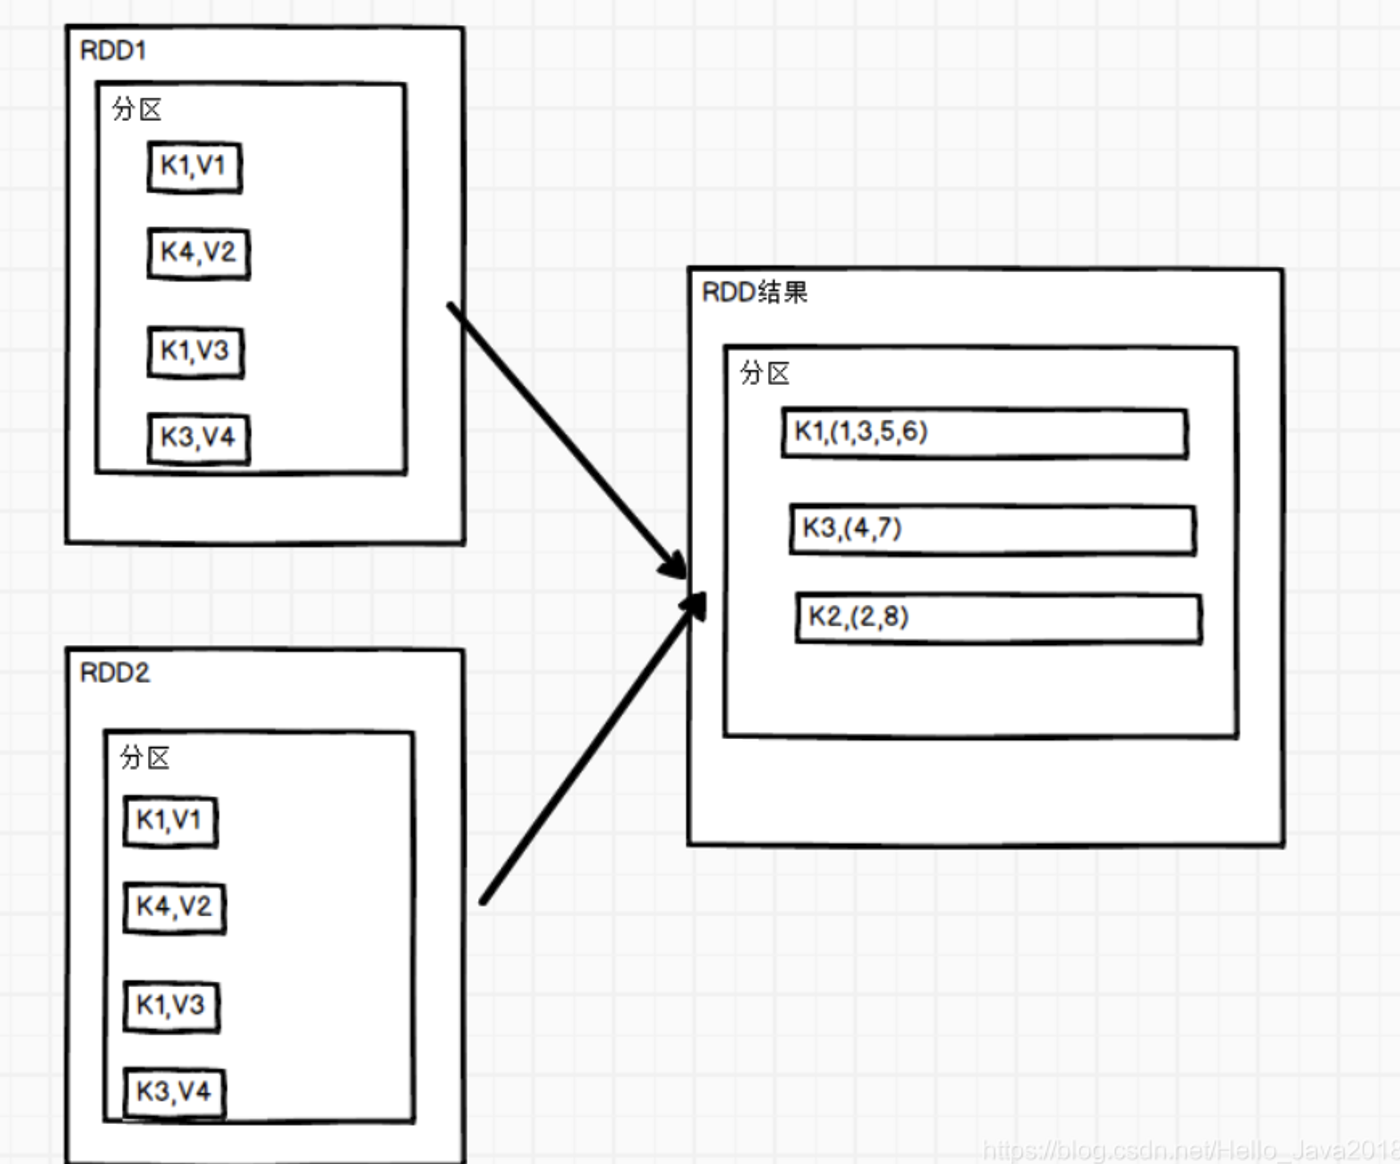 RDD1
分区
K1,V1
K4,V2
K1,V3
K3,V4
RDD结果
分区
K1,(1,3,5,6)
K3,(4,7)
K2,(2,8)
RDD2
分区
K1,V1
K4,V2
K1,V3
K3,V4
https://blog.csdn.net/Hello_Java2018